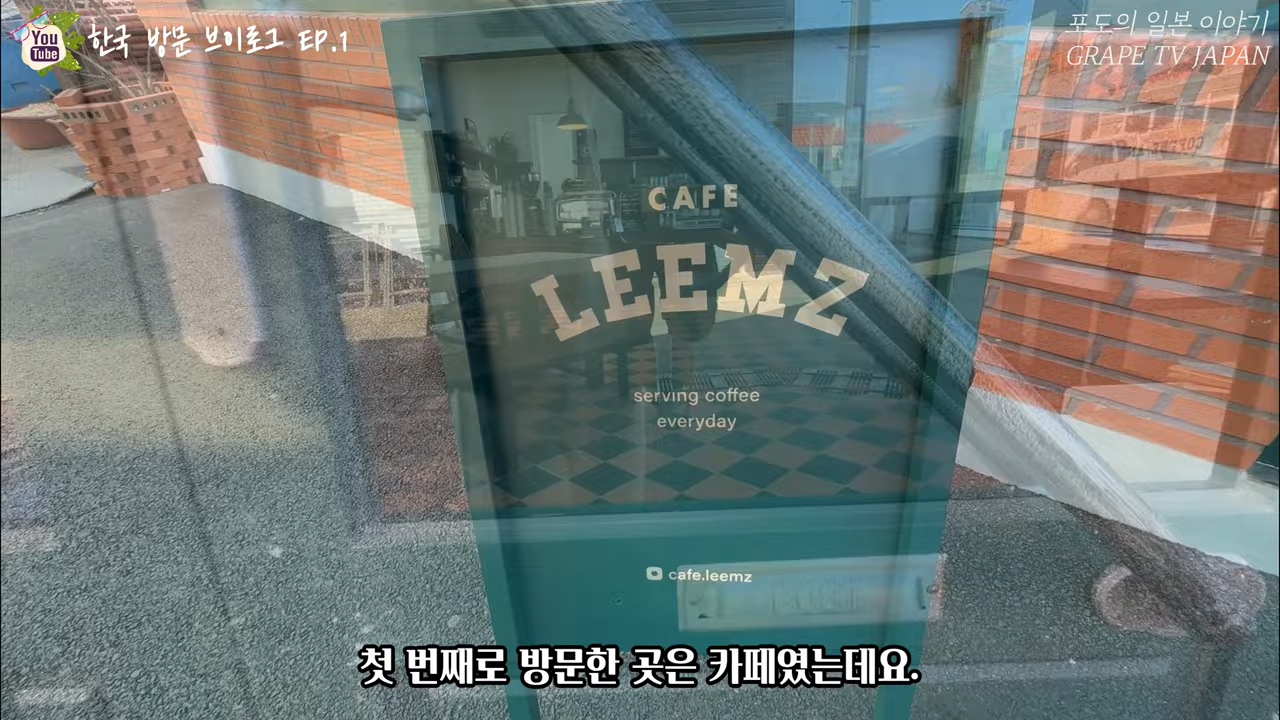 You
Tube
한국 방문 브이로그 EP.1
포도의 일본 이야기
GRAPE TV JAPAN
CAFE
LEEMZ
serving coffee
everyday
cafe.leemz
첫 번째로 방문한 곳은 카페였는데요.